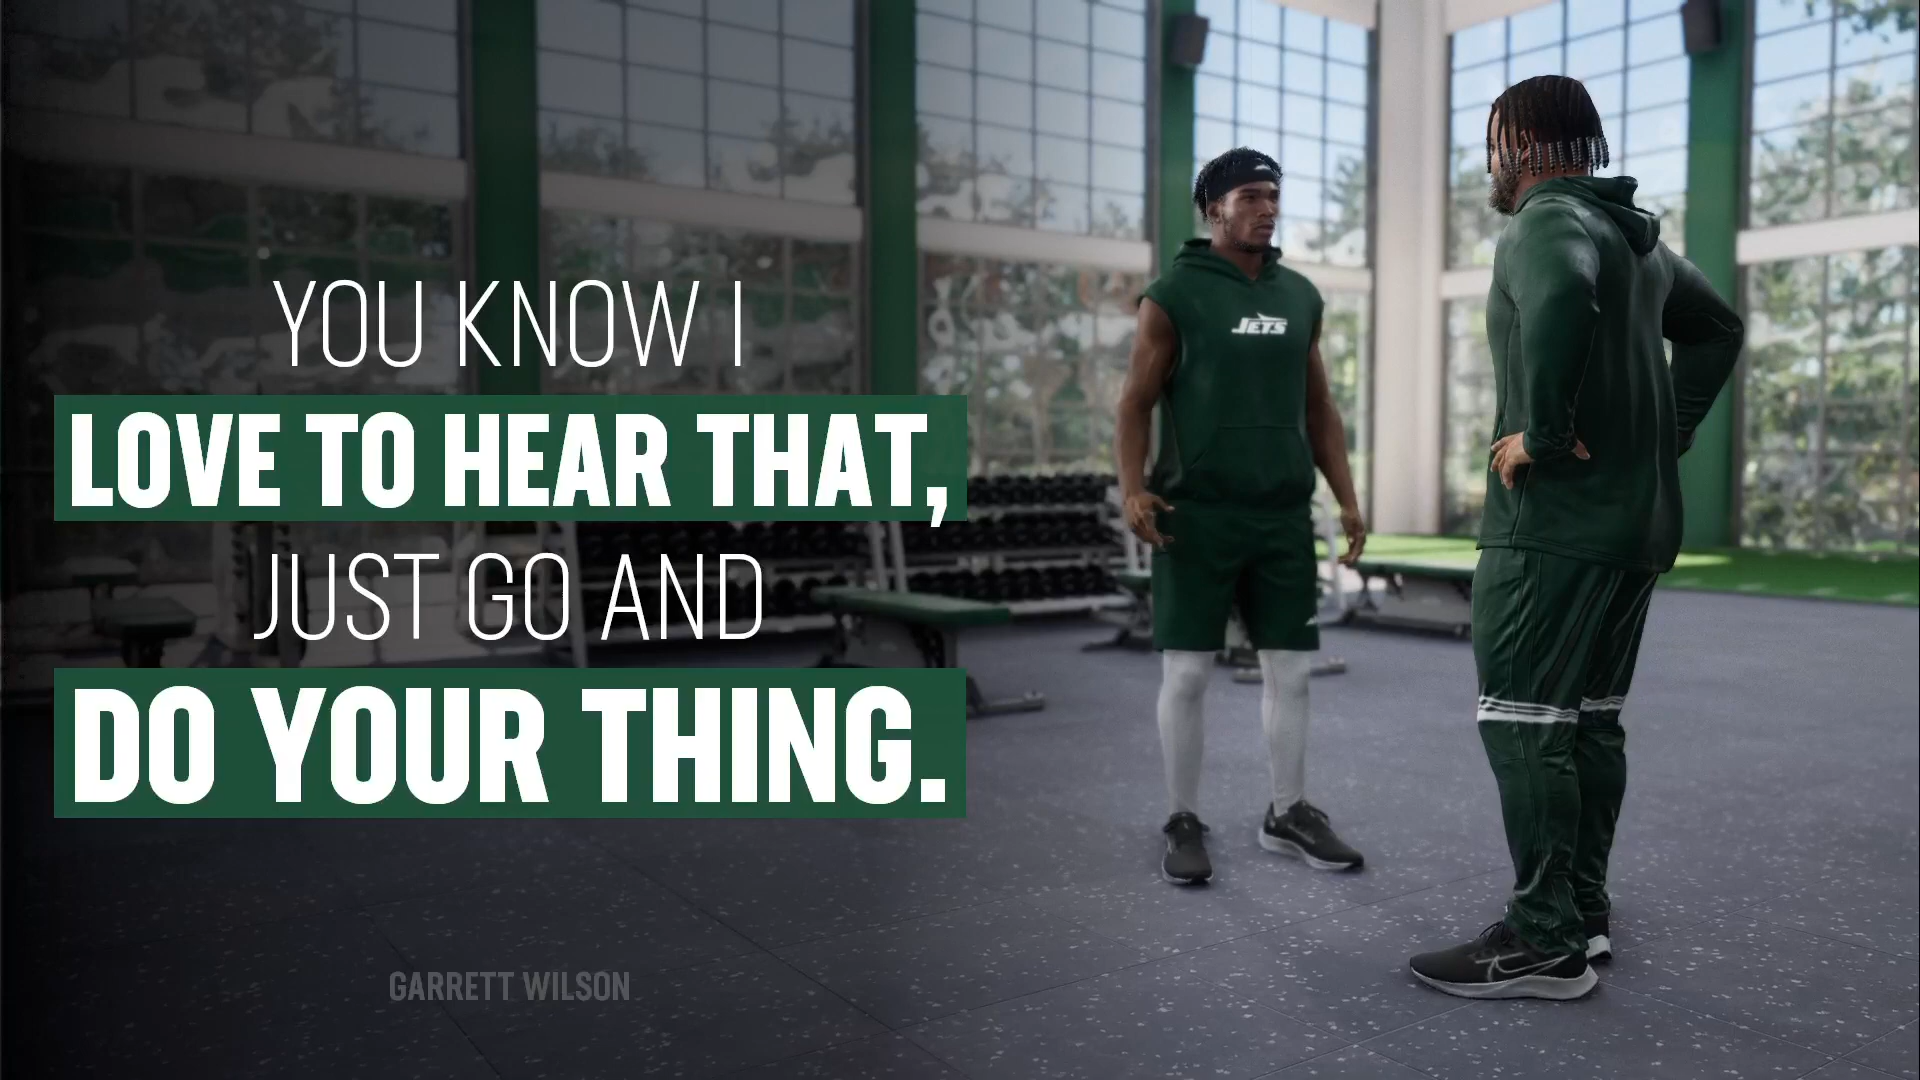 YOU KNOW I
LOVE TO HEAR THAT,
JUST GO AND
DO YOUR THING.
GARRETT WILSON
JETS